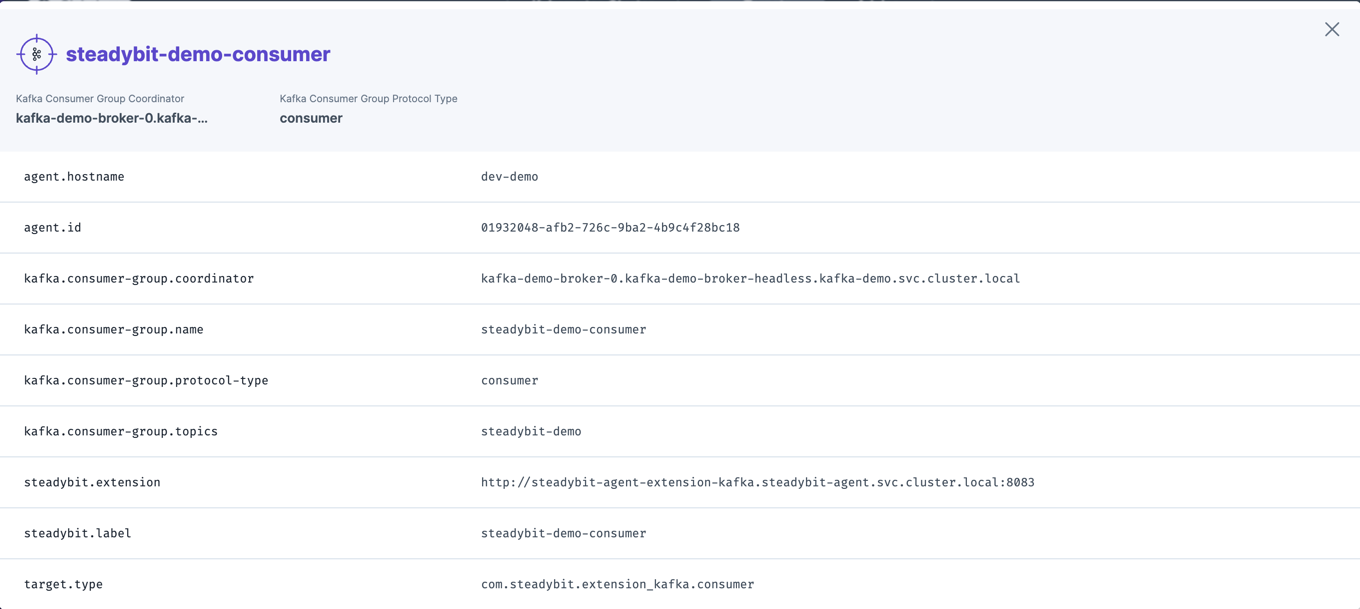 steadybit-demo-consumer
Kafka Consumer Group Coordinator Kafka Consumer Group Protocol Type
kafka-demo-broker-0.kafka-... consumer
agent.hostname dev-demo
agent.id 01932048-afb2-726c-9ba2-4b9c4f28bc18
kafka.consumer-group.coordinator kafka-demo-broker-0.kafka-demo-broker-headless.kafka-demo.svc.cluster.local
kafka.consumer-group.name steadybit-demo-consumer
kafka.consumer-group.protocol-type consumer
kafka.consumer-group.topics steadybit-demo
steadybit.extension http://steadybit-agent-extension-kafka.steadybit-agent.svc.cluster.local:8083
steadybit.label steadybit-demo-consumer
target.type com.steadybit.extension_kafka.consumer